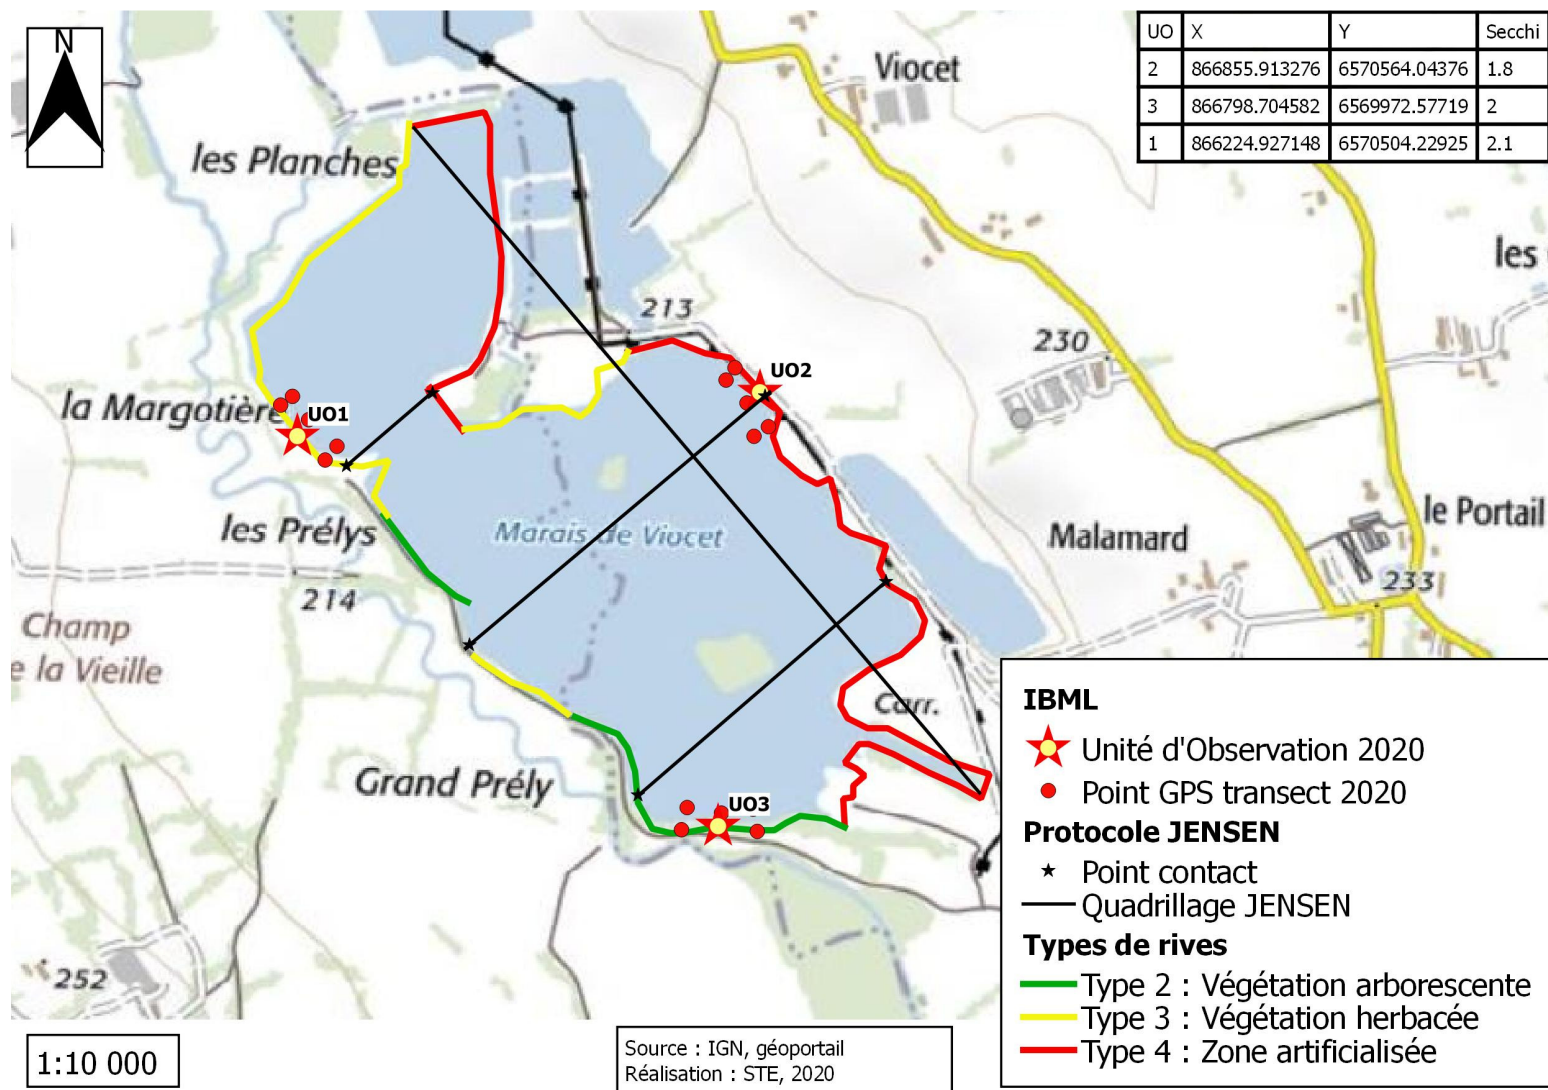 N
UO X Y Secchi
2 866855.913276 6570564.04376 1.8
3 866798.704582 6569972.57719 2
1 866224.927148 6570504.22925 2.1
Viocet
les Planches
les
213
230
UO2
la Margotière
UO1
les Prélys
Marais de Viocet
le Portail
Malamard
214
233
Champ
e la Vieille
Carr.
Grand Prély
UO3
252
IBML
Unité d'Observation 2020
Point GPS transect 2020
Protocole JENSEN
Point contact
Quadrillage JENSEN
Types de rives
Type 2 : Végétation arborescente
Type 3 : Végétation herbacée
Type 4 : Zone artificialisée
1:10 000
Source : IGN, géoportail
Réalisation : STE, 2020